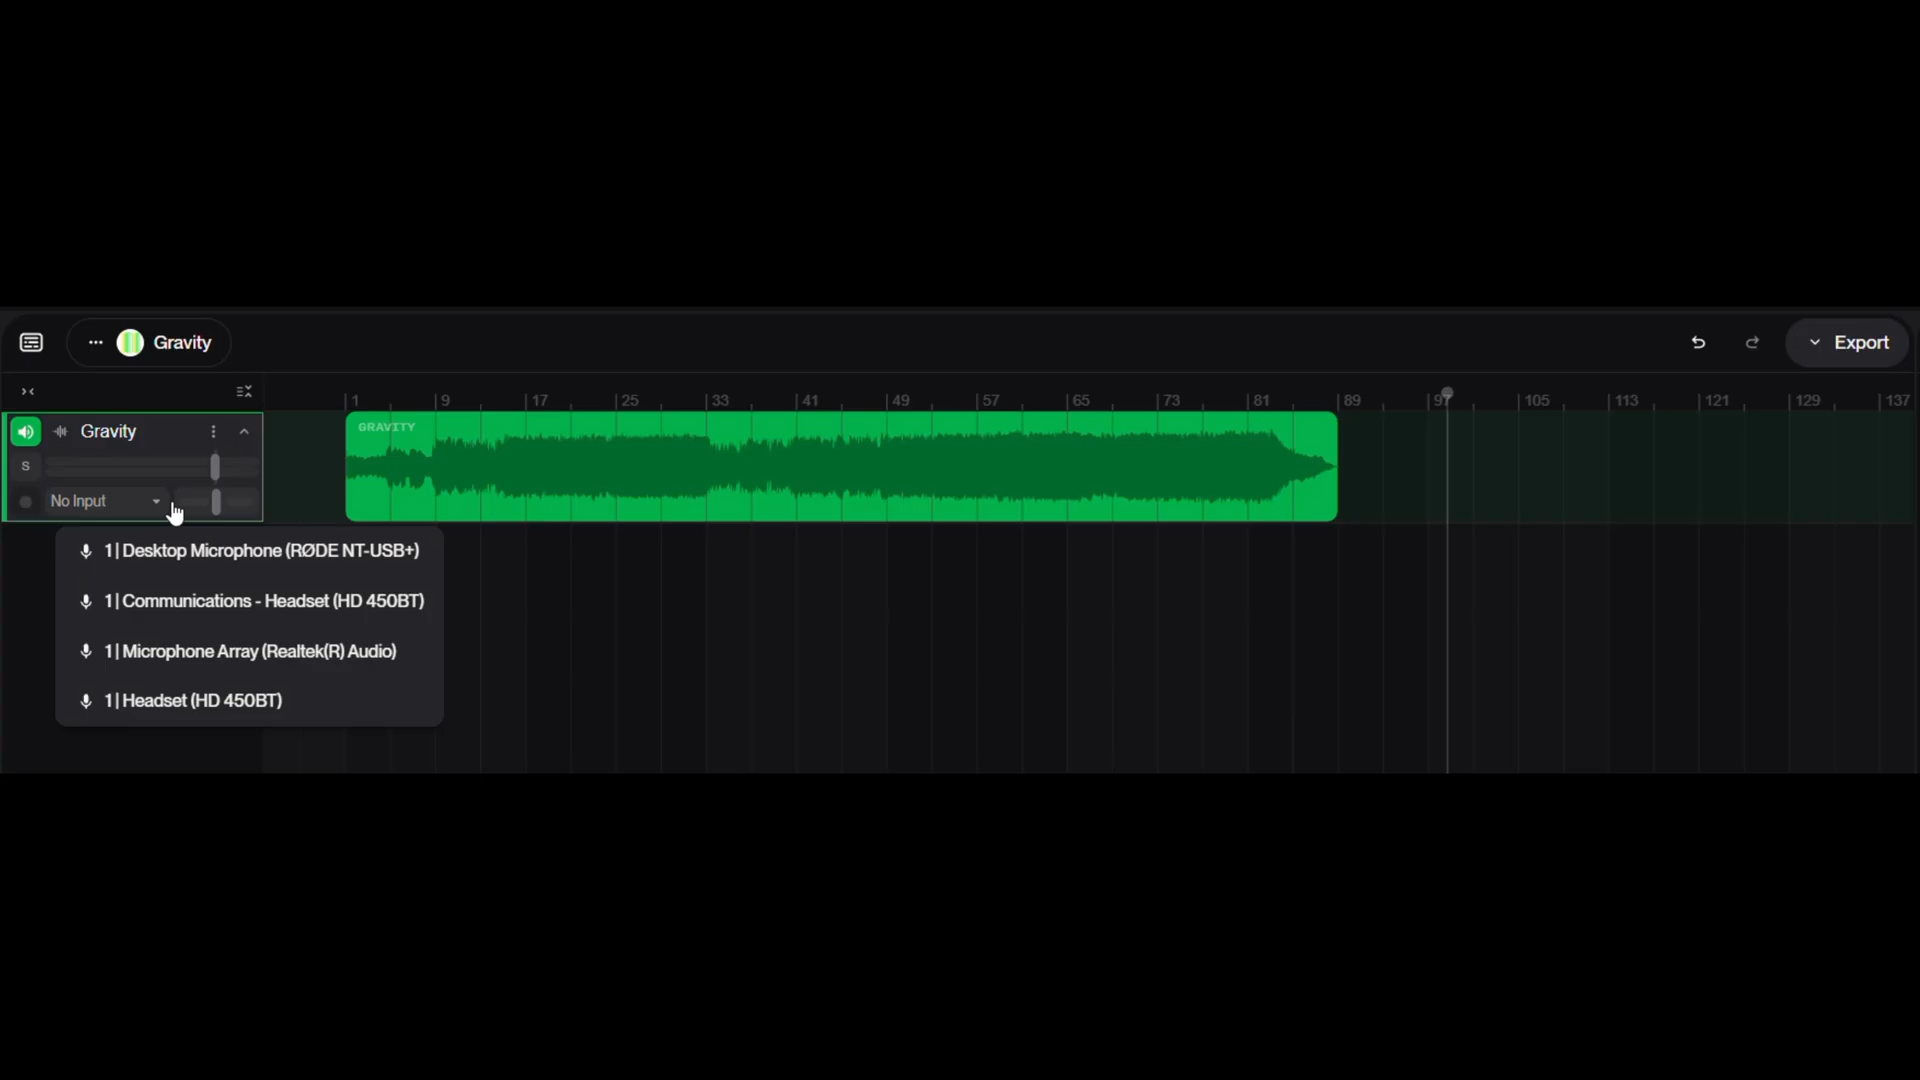 Gravity
Export
1 9 17 25 33 41 49 57 65 73 81 89 97 105 113 121 129 137
Gravity
GRAVITY
S
No Input
1 | Desktop Microphone (RØDE NT-USB+)
1 | Communications - Headset (HD 450BT)
1 | Microphone Array (Realtek(R) Audio)
1 | Headset (HD 450BT)